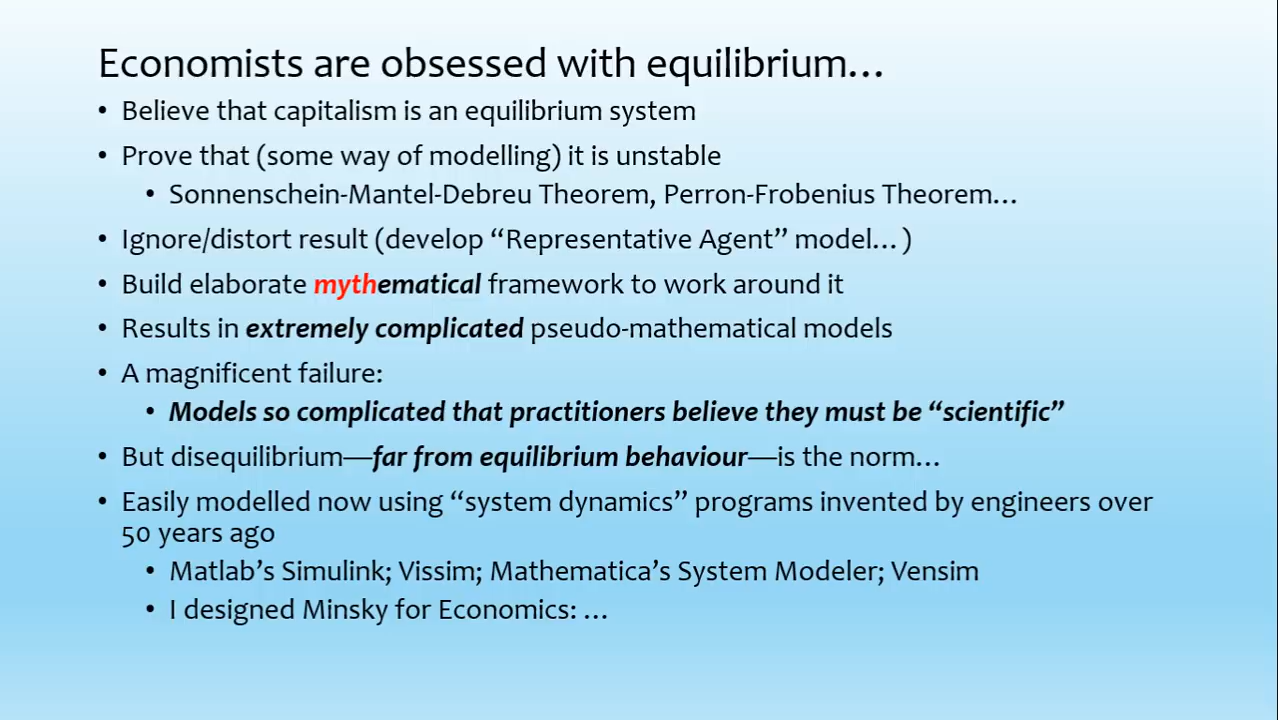 Economists are obsessed with equilibrium…
• Believe that capitalism is an equilibrium system
• Prove that (some way of modelling) it is unstable
• Sonnenschein-Mantel-Debreu Theorem, Perron-Frobenius Theorem…
• Ignore/distort result (develop “Representative Agent” model… )
• Build elaborate mythematical framework to work around it
• Results in extremely complicated pseudo-mathematical models
• A magnificent failure:
• Models so complicated that practitioners believe they must be “scientific”
• But disequilibrium—far from equilibrium behaviour—is the norm…
• Easily modelled now using “system dynamics” programs invented by engineers over
50 years ago
• Matlab’s Simulink; Vissim; Mathematica’s System Modeler; Vensim
• I designed Minsky for Economics: …